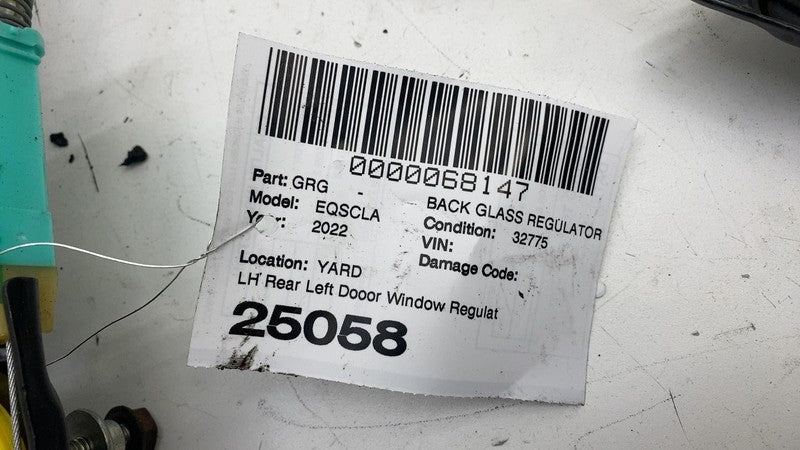 0000068147
Part: GRG - BACK GLASS REGULATOR
Model: EQSCLA Condition: 32775
Year: 2022 VIN:
Location: YARD Damage Code:
LH Rear Left Dooor Window Regulat
25058